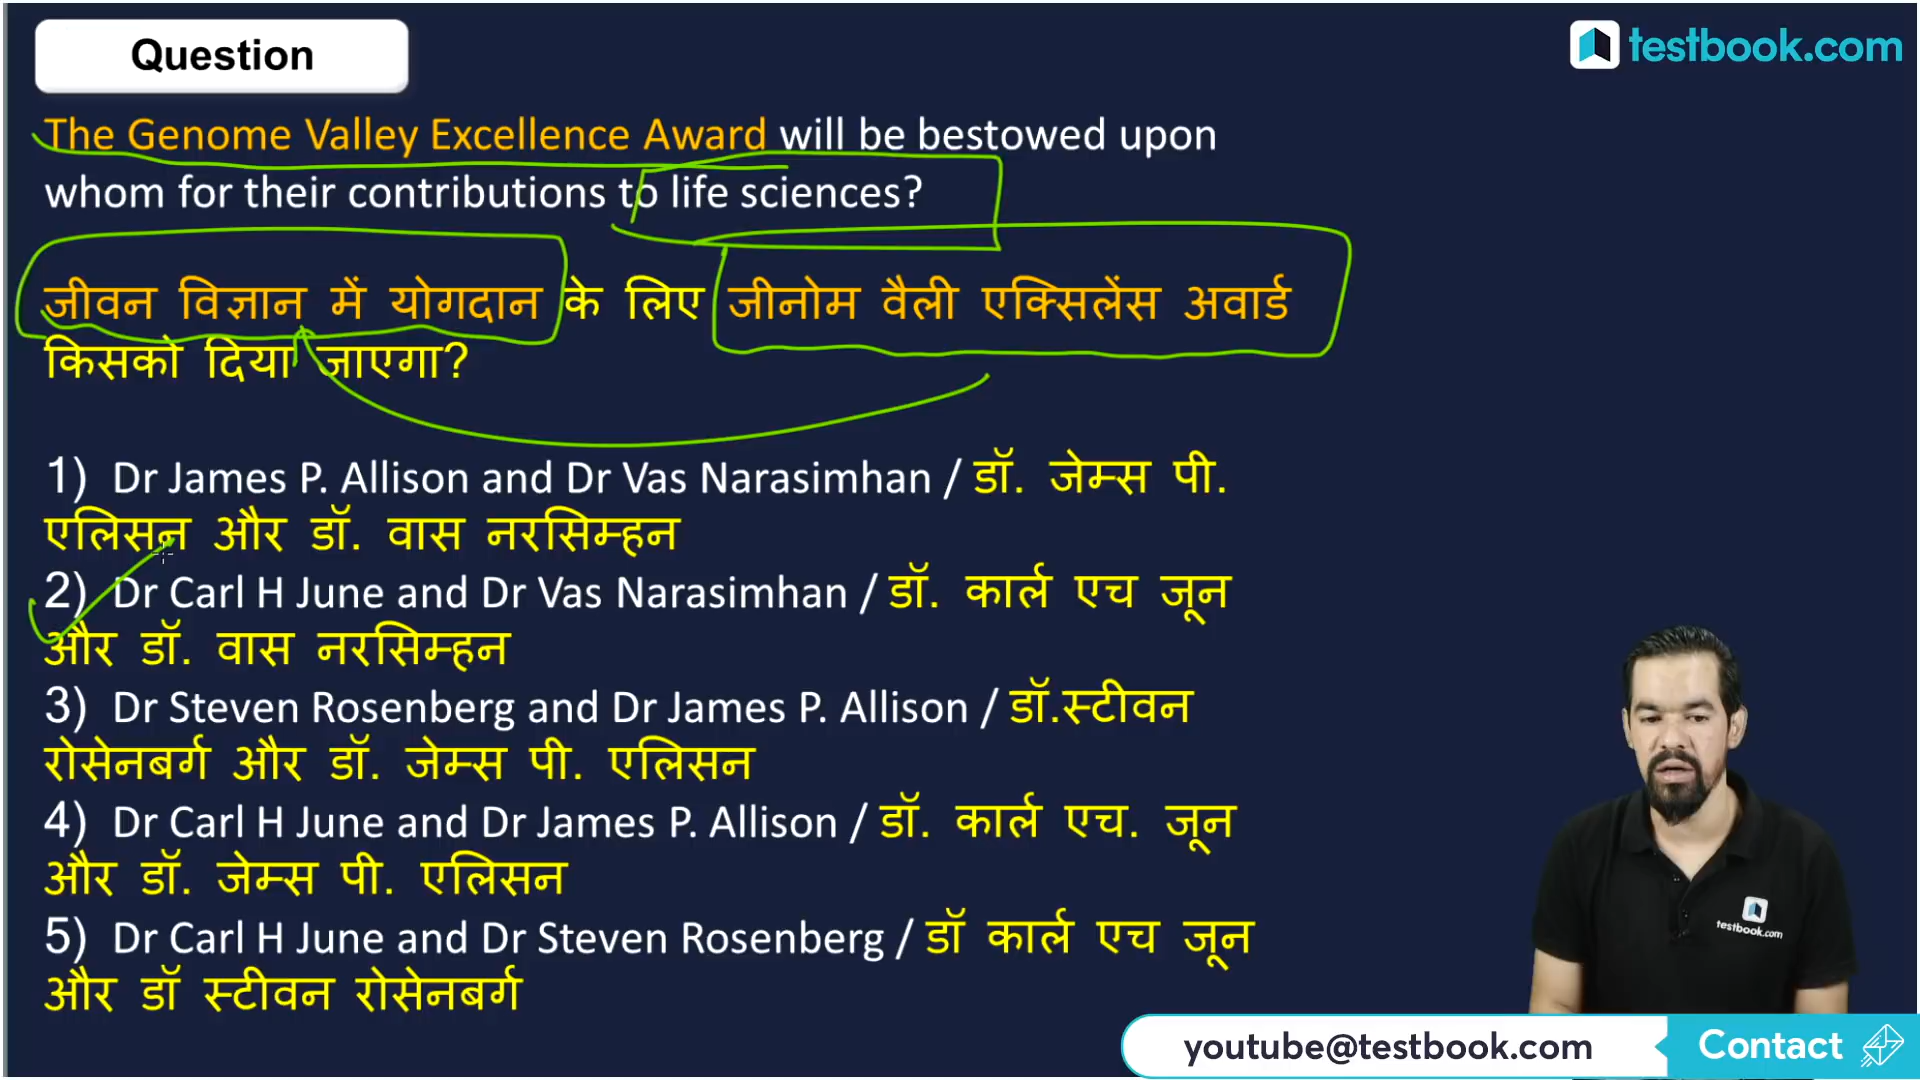 Question
testbook.com
The Genome Valley Excellence Award will be bestowed upon
whom for their contributions to life sciences?
जीवन विज्ञान में योगदान के लिए जीनोम वैली एक्सिलेंस अवार्ड
किसको दिया जाएगा?
1) Dr James P. Allison and Dr Vas Narasimhan / डॉ. जेम्स पी.
एलिसन और डॉ. वास नरसिम्हन
2) Dr Carl H June and Dr Vas Narasimhan / डॉ. कार्ल एच जून
और डॉ. वास नरसिम्हन
3) Dr Steven Rosenberg and Dr James P. Allison / डॉ.स्टीवन
रोसेनबर्ग और डॉ. जेम्स पी. एलिसन
4) Dr Carl H June and Dr James P. Allison / डॉ. कार्ल एच. जून
और डॉ. जेम्स पी. एलिसन
5) Dr Carl H June and Dr Steven Rosenberg / डॉ कार्ल एच जून
और डॉ स्टीवन रोसेनबर्ग
testbook.com
youtube@testbook.com
Contact